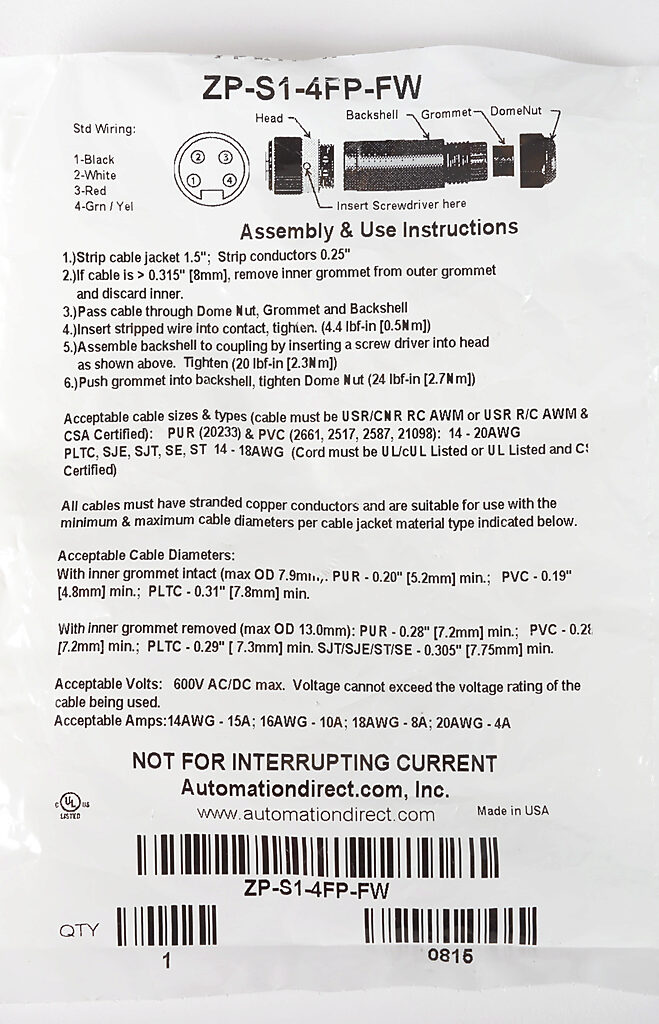 ZP-S1-4FP-FW
Std Wiring:
1-Black
2-White
3-Red
4-Grn / Yel
2 3
1 4
Head
Backshell
Grommet
DomeNut
Insert Screwdriver here
Assembly & Use Instructions
1.)Strip cable jacket 1.5"; Strip conductors 0.25"
2.)If cable is > 0.315" [8mm], remove inner grommet from outer grommet
and discard inner.
3.)Pass cable through Dome Nut, Grommet and Backshell
4.)Insert stripped wire into contact, tighten. (4.4 lbf-in [0.5Nm])
5.)Assemble backshell to coupling by inserting a screw driver into head
as shown above. Tighten (20 lbf-in [2.3Nm])
6.)Push grommet into backshell, tighten Dome Nut (24 lbf-in [2.7Nm])
Acceptable cable sizes & types (cable must be USR/CNR RC AWM or USR R/C AWM &
CSA Certified): PUR (20233) & PVC (2661, 2517, 2587, 21098): 14 - 20AWG
PLTC, SJE, SJT, SE, ST 14 - 18AWG (Cord must be UL/cUL Listed or UL Listed and
Certified)
All cables must have stranded copper conductors and are suitable for use with the
minimum & maximum cable diameters per cable jacket material type indicated below.
Acceptable Cable Diameters:
With inner grommet intact (max OD 7.9mm). PUR - 0.20" [5.2mm] min.; PVC - 0.19"
[4.8mm] min.; PLTC - 0.31" [7.8mm] min.
With inner grommet removed (max OD 13.0mm): PUR - 0.28" [7.2mm] min.; PVC - 0.28
[7.2mm] min.; PLTC - 0.29" [ 7.3mm] min. SJT/SJE/ST/SE - 0.305" [7.75mm] min.
Acceptable Volts: 600V AC/DC max. Voltage cannot exceed the voltage rating of the
cable being used.
Acceptable Amps:14AWG - 15A; 16AWG - 10A; 18AWG - 8A; 20AWG - 4A
NOT FOR INTERRUPTING CURRENT
Automationdirect.com, Inc.
c UL us
LISTED
www.automationdirect.com
Made in USA
ZP-S1-4FP-FW
QTY
1
0815